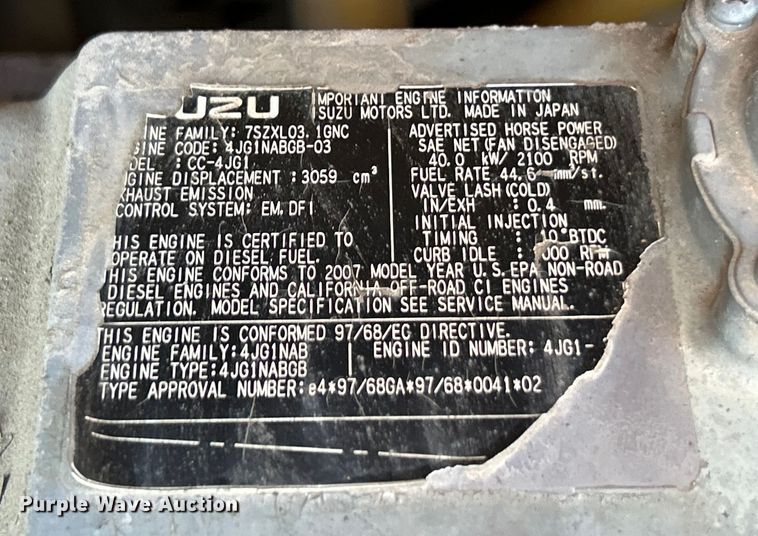 UZU
IMPORTANT ENGINE INFORMATION
ISUZU MOTORS LTD. MADE IN JAPAN
INE FAMILY: 7SZXL03.1GNC
GINE CODE: 4JG1NABGB-03
DEL: CC-4JG1
ENGINE DISPLACEMENT: 3059 cm³
XHAUST EMISSION
CONTROL SYSTEM: EM,DFI
ADVERTISED HORSE POWER
SAE NET(FAN DISENGAGED)
40.0 kW/ 2100 RPM
FUEL RATE 44.6 mm/st.
VALVE LASH(COLD)
IN/EXH : 0.4 mm.
INITIAL INJECTION
TIMING : 10°BTDC
CURB IDLE : 000 RPM
HIS ENGINE IS CERTIFIED TO
OPERATE ON DIESEL FUEL.
THIS ENGINE CONFORMS TO 2007 MODEL YEAR U.S.EPA NON-ROAD
DIESEL ENGINES AND CALIFORNIA OFF-ROAD CI ENGINES
REGULATION. MODEL SPECIFICATION SEE SERVICE MANUAL.
THIS ENGINE IS CONFORMED 97/68/EC DIRECTIVE.
ENGINE FAMILY:4JG1NAB
ENGINE ID NUMBER: 4JG1-
ENGINE TYPE:4JG1NABGB
TYPE APPROVAL NUMBER:e4*97/68GA*97/68*0041*02
Purple Wave Auction